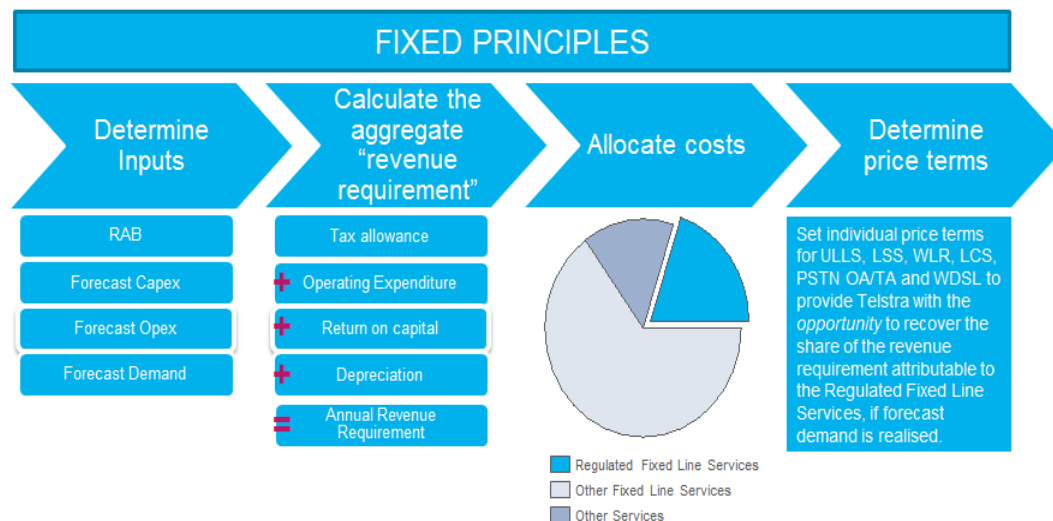 FIXED PRINCIPLES
Determine
Inputs
Calculate the
aggregate
“revenue
requirement”
Allocate costs
Determine
price terms
RAB
Forecast Capex
Forecast Opex
Forecast Demand
Tax allowance
+ Operating Expenditure
+ Return on capital
+ Depreciation
= Annual Revenue
Requirement
Regulated Fixed Line Services
Other Fixed Line Services
Other Services
Set individual price terms
for ULLS, LSS, WLR, LCS,
PSTN OA/TA and WDSL to
provide Telstra with the
opportunity to recover the
share of the revenue
requirement attributable to
the Regulated Fixed Line
Services, if forecast
demand is realised.